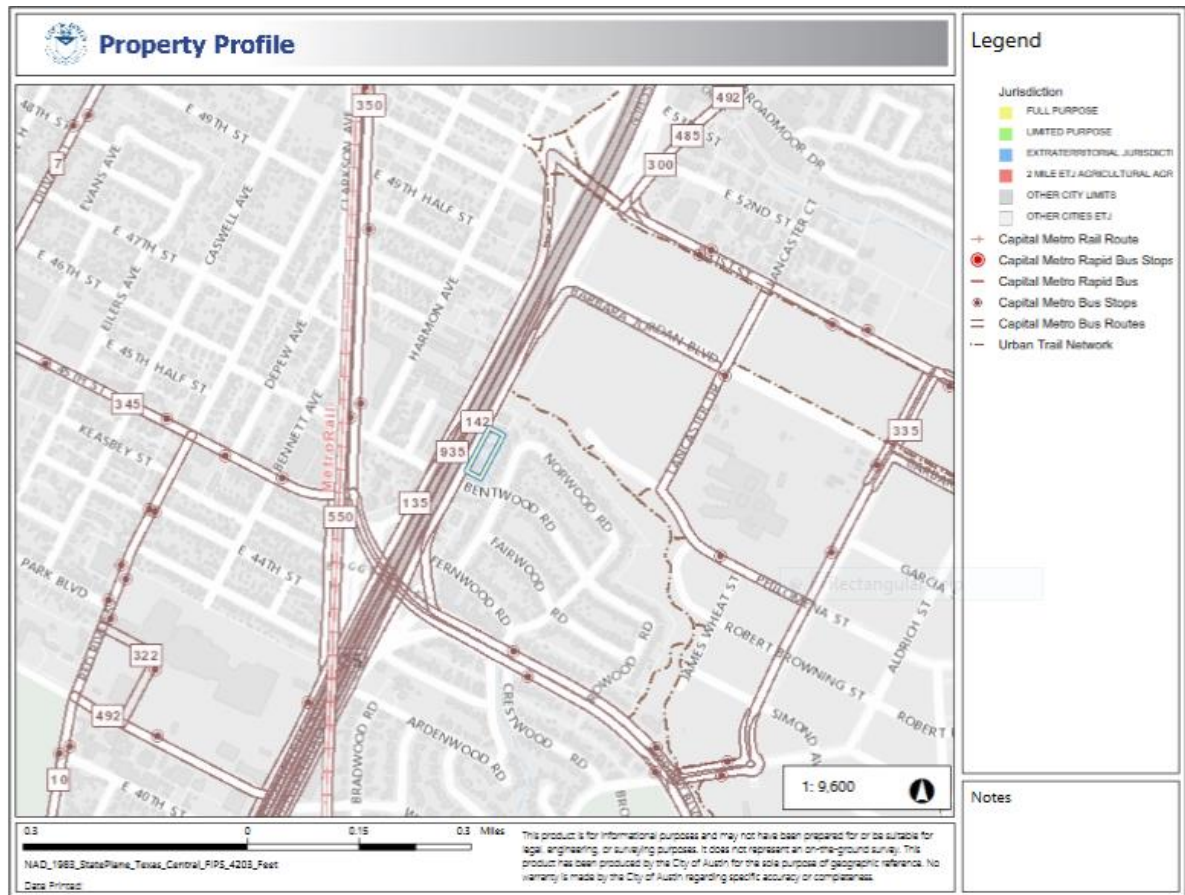 Property Profile
Legend
Jurisdiction
FULL PURPOSE
LIMITED PURPOSE
EXTRATERRITORIAL JURISDICTI
2 MILE ETJ AGRICULTURAL AGR
OTHER CITY LIMITS
OTHER CITIES ETJ
Capital Metro Rail Route
Capital Metro Rapid Bus Stops
Capital Metro Rapid Bus
Capital Metro Bus Stops
Capital Metro Bus Routes
Urban Trail Network
Notes
350
492
485
300
7
E 49TH ST
48TH ST
EVANS AVE
CASWELL AVE
CLARKSON AVE
E 49TH HALF ST
BROADMOOR DR
E 52ND ST
LANCASTER CT
E 47TH ST
E 46TH ST
EILERS AVE
HARMON AVE
DEPEW AVE
BARBARA JORDAN BLVD
E 45TH HALF ST
45TH ST
345
BENNETT AVE
KEASBEY ST
MetroRail
142
935
335
LANCASTER DR
135
550
BENTWOOD RD
NORWOOD RD
FAIRWOOD RD
FERNWOOD RD
E 44TH ST
PARK BLVD
PHILOMENA ST
GARCIA
JAMES WHEAT ST
ROBERT BROWNING ST
ALDRICH ST
322
492
10
BRADWOOD RD
ARDENWOOD RD
CRESTWOOD RD
SIMOND AV
ROBERT
E 40TH ST
1: 9,600
0.3 0 0.15 0.3 Miles
NAD_1983_StatePlane_Texas_Central_FIPS_4203_Feet
Date Printed:
This product is for informational purposes and may not have been prepared for or be suitable for
legal, engineering, or surveying purposes. It does not represent an on-the-ground survey. This
product has been produced by the City of Austin for the sole purpose of geographic reference. No
warranty is made by the City of Austin regarding specific accuracy or completeness.